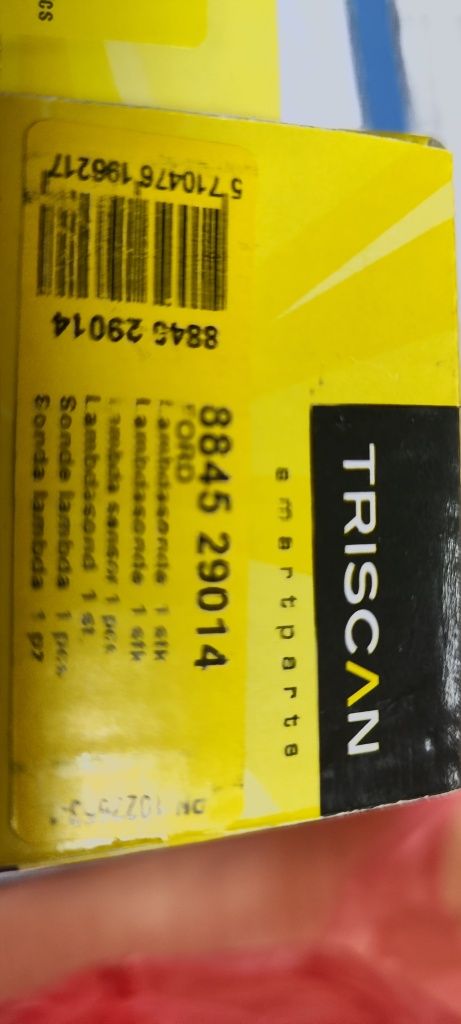 TRISCAN
smartparts
8845 29014
FORD
Lambdasonde 1 stk
Lambdasonde 1 stk
Lambda sensor 1 pcs
Lambdasond 1 st.
Sonde lambda 1 pcs
Sonda lambda 1 pz
8845 29014
5 710476 196217
cs